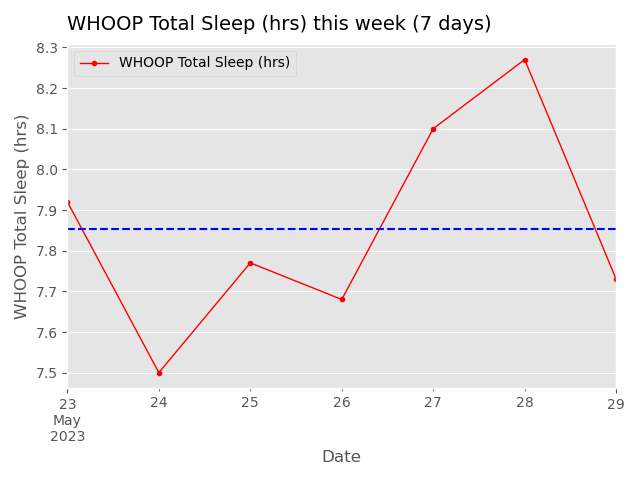 WHOOP Total Sleep (hrs) this week (7 days)
WHOOP Total Sleep (hrs)
WHOOP Total Sleep (hrs)
8.3
8.2
8.1
8.0
7.9
7.8
7.7
7.6
7.5
23 24 25 26 27 28 29
May
2023
Date